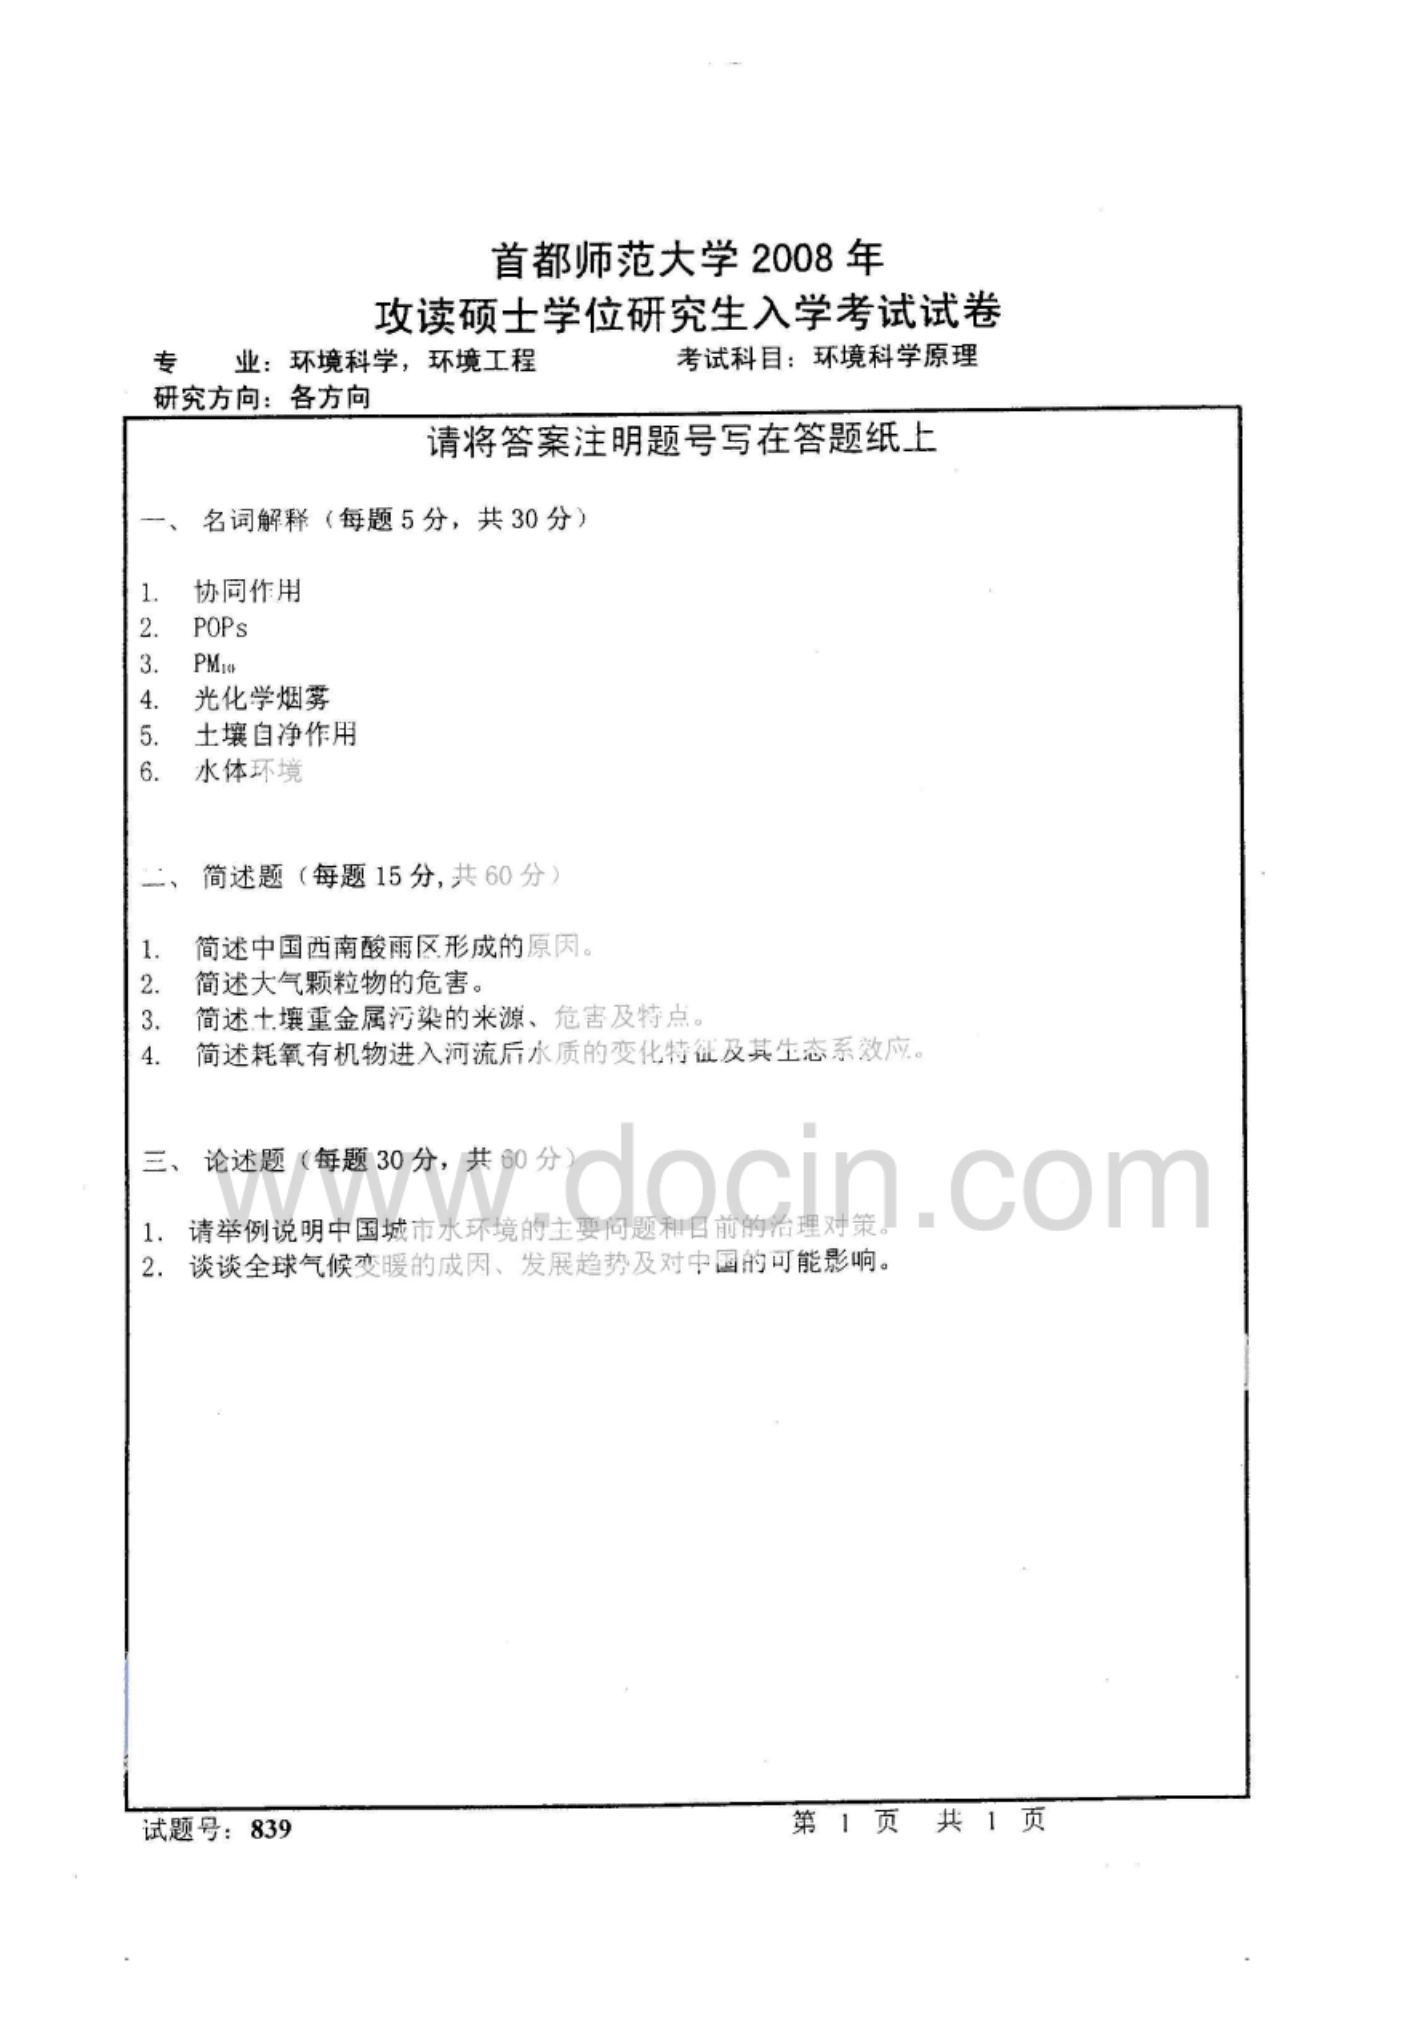 首都师范大学 2008 年
攻读硕士学位研究生入学考试试卷
专　　业：环境科学，环境工程　　　　考试科目：环境科学原理
研究方向：各方向
请将答案注明题号写在答题纸上
一、 名词解释（每题 5 分，共 30 分）
1. 协同作用
2. POPs
3. PM₁₀
4. 光化学烟雾
5. 土壤自净作用
6. 水体环境
二、 简述题（每题 15 分,共 60 分）
1. 简述中国西南酸雨区形成的原因。
2. 简述大气颗粒物的危害。
3. 简述土壤重金属污染的来源、危害及特点。
4. 简述耗氧有机物进入河流后水质的变化特征及其生态系效应。
三、 论述题（每题 30 分，共 60 分）
www.docin.com
1. 请举例说明中国城市水环境的主要问题和目前的治理对策。
2. 谈谈全球气候变暖的成因、发展趋势及对中国的可能影响。
试题号：839　　　　第 1 页 共 1 页